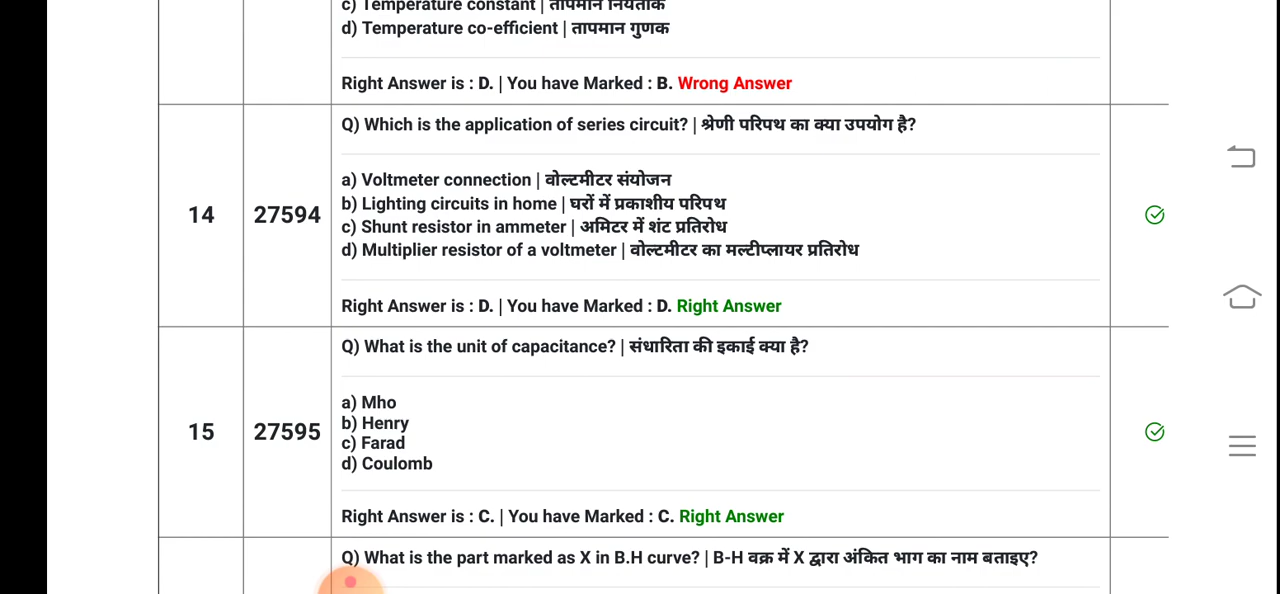 c) Temperature constant | तापमान नियतांक
d) Temperature co-efficient | तापमान गुणक
Right Answer is : D. | You have Marked : B. Wrong Answer
14
27594
Q) Which is the application of series circuit? | श्रेणी परिपथ का क्या उपयोग है?
a) Voltmeter connection | वोल्टमीटर संयोजन
b) Lighting circuits in home | घरों में प्रकाशीय परिपथ
c) Shunt resistor in ammeter | अमिटर में शंट प्रतिरोध
d) Multiplier resistor of a voltmeter | वोल्टमीटर का मल्टीप्लायर प्रतिरोध
Right Answer is : D. | You have Marked : D. Right Answer
15
27595
Q) What is the unit of capacitance? | संधारिता की इकाई क्या है?
a) Mho
b) Henry
c) Farad
d) Coulomb
Right Answer is : C. | You have Marked : C. Right Answer
Q) What is the part marked as X in B.H curve? | B-H वक्र में X द्वारा अंकित भाग का नाम बताइए?